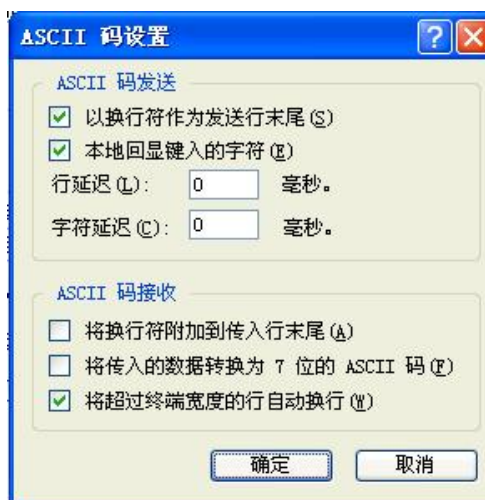 ASCII 码设置
ASCII 码发送
以换行符作为发送行末尾(S)
本地回显键入的字符(E)
行延迟(L): 0 毫秒。
字符延迟(C): 0 毫秒。
ASCII 码接收
将换行符附加到传入行末尾(A)
将传入的数据转换为 7 位的 ASCII 码(F)
将超过终端宽度的行自动换行(W)
确定 取消